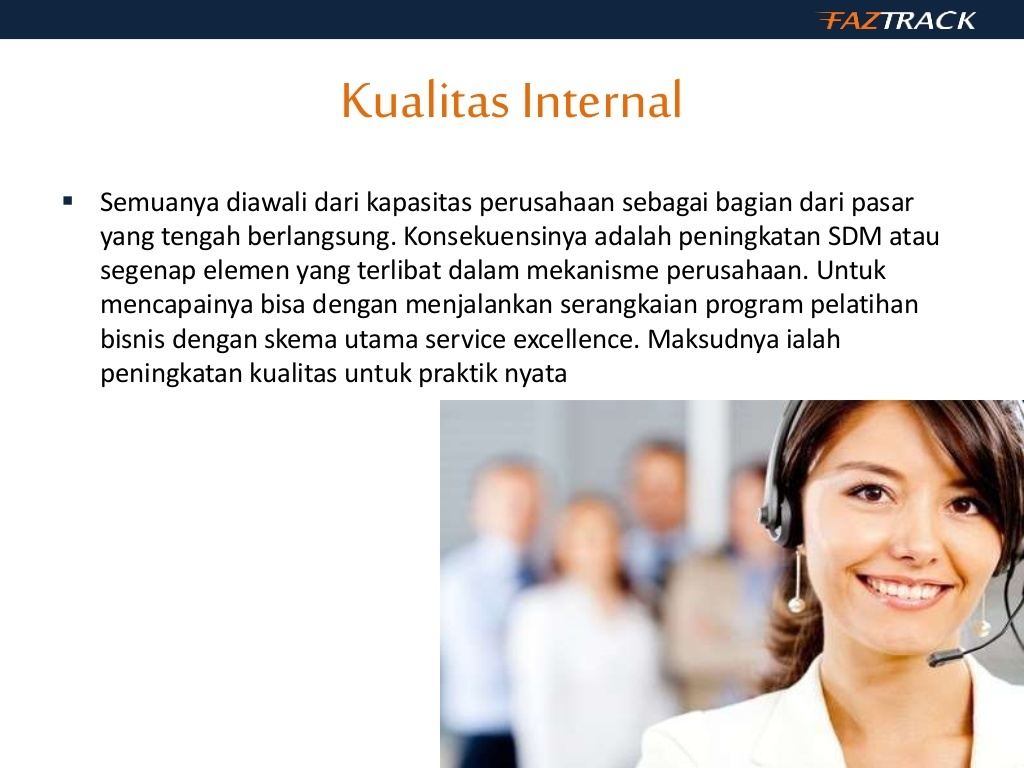 FAZTRACK
Kualitas Internal
▪ Semuanya diawali dari kapasitas perusahaan sebagai bagian dari pasar
yang tengah berlangsung. Konsekuensinya adalah peningkatan SDM atau
segenap elemen yang terlibat dalam mekanisme perusahaan. Untuk
mencapainya bisa dengan menjalankan serangkaian program pelatihan
bisnis dengan skema utama service excellence. Maksudnya ialah
peningkatan kualitas untuk praktik nyata